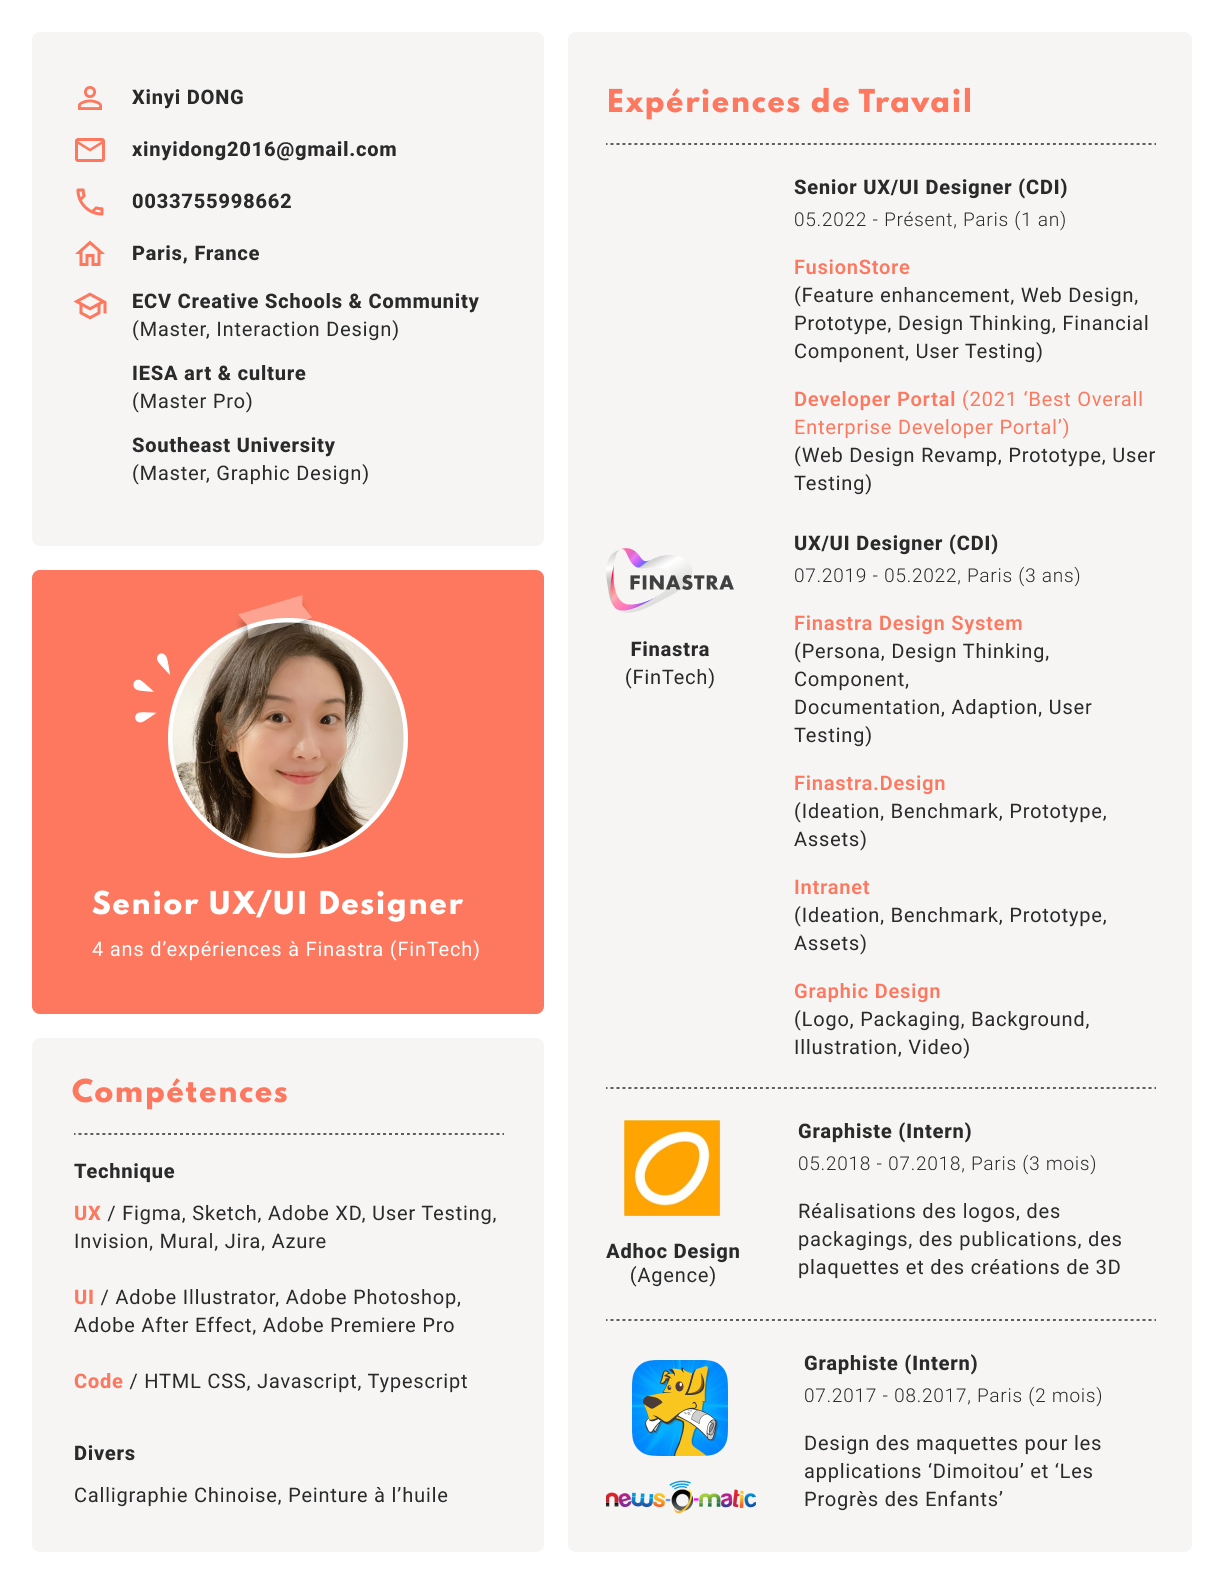 Xinyi DONG
xinyidong2016@gmail.com
0033755998662
Paris, France
ECV Creative Schools & Community
(Master, Interaction Design)
IESA art & culture
(Master Pro)
Southeast University
(Master, Graphic Design)
Senior UX/UI Designer
4 ans d’expériences à Finastra (FinTech)
Compétences
Technique
UX / Figma, Sketch, Adobe XD, User Testing,
Invision, Mural, Jira, Azure
UI / Adobe Illustrator, Adobe Photoshop,
Adobe After Effect, Adobe Premiere Pro
Code / HTML CSS, Javascript, Typescript
Divers
Calligraphie Chinoise, Peinture à l’huile
Expériences de Travail
FINASTRA
Finastra
(FinTech)
Senior UX/UI Designer (CDI)
05.2022 - Présent, Paris (1 an)
FusionStore
(Feature enhancement, Web Design,
Prototype, Design Thinking, Financial
Component, User Testing)
Developer Portal (2021 ‘Best Overall
Enterprise Developer Portal’)
(Web Design Revamp, Prototype, User
Testing)
UX/UI Designer (CDI)
07.2019 - 05.2022, Paris (3 ans)
Finastra Design System
(Persona, Design Thinking,
Component,
Documentation, Adaption, User
Testing)
Finastra.Design
(Ideation, Benchmark, Prototype,
Assets)
Intranet
(Ideation, Benchmark, Prototype,
Assets)
Graphic Design
(Logo, Packaging, Background,
Illustration, Video)
Adhoc Design
(Agence)
Graphiste (Intern)
05.2018 - 07.2018, Paris (3 mois)
Réalisations des logos, des
packagings, des publications, des
plaquettes et des créations de 3D
news-O-matic
Graphiste (Intern)
07.2017 - 08.2017, Paris (2 mois)
Design des maquettes pour les
applications ‘Dimoitou’ et ‘Les
Progrès des Enfants’